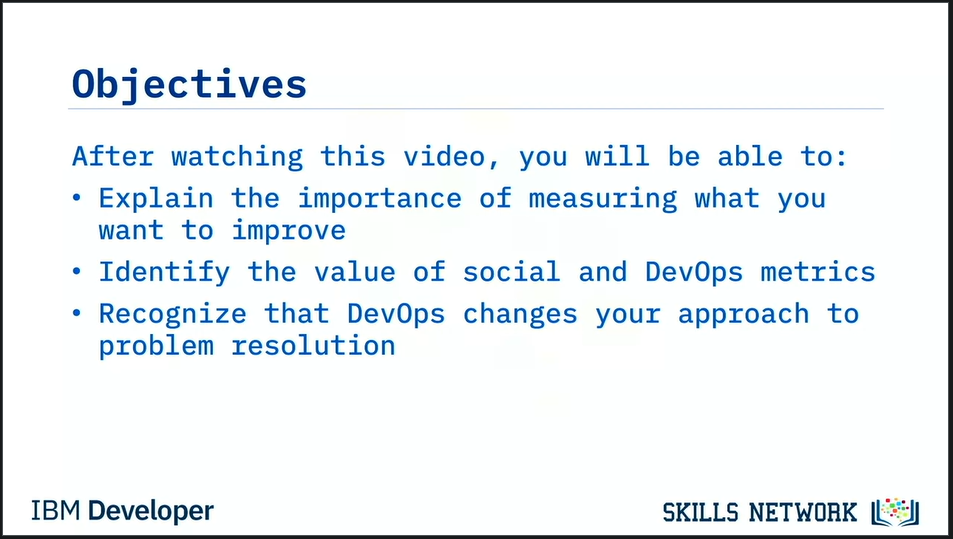 Objectives
After watching this video, you will be able to:
• Explain the importance of measuring what you
want to improve
• Identify the value of social and DevOps metrics
• Recognize that DevOps changes your approach to
problem resolution
IBM Developer
SKILLS NETWORK